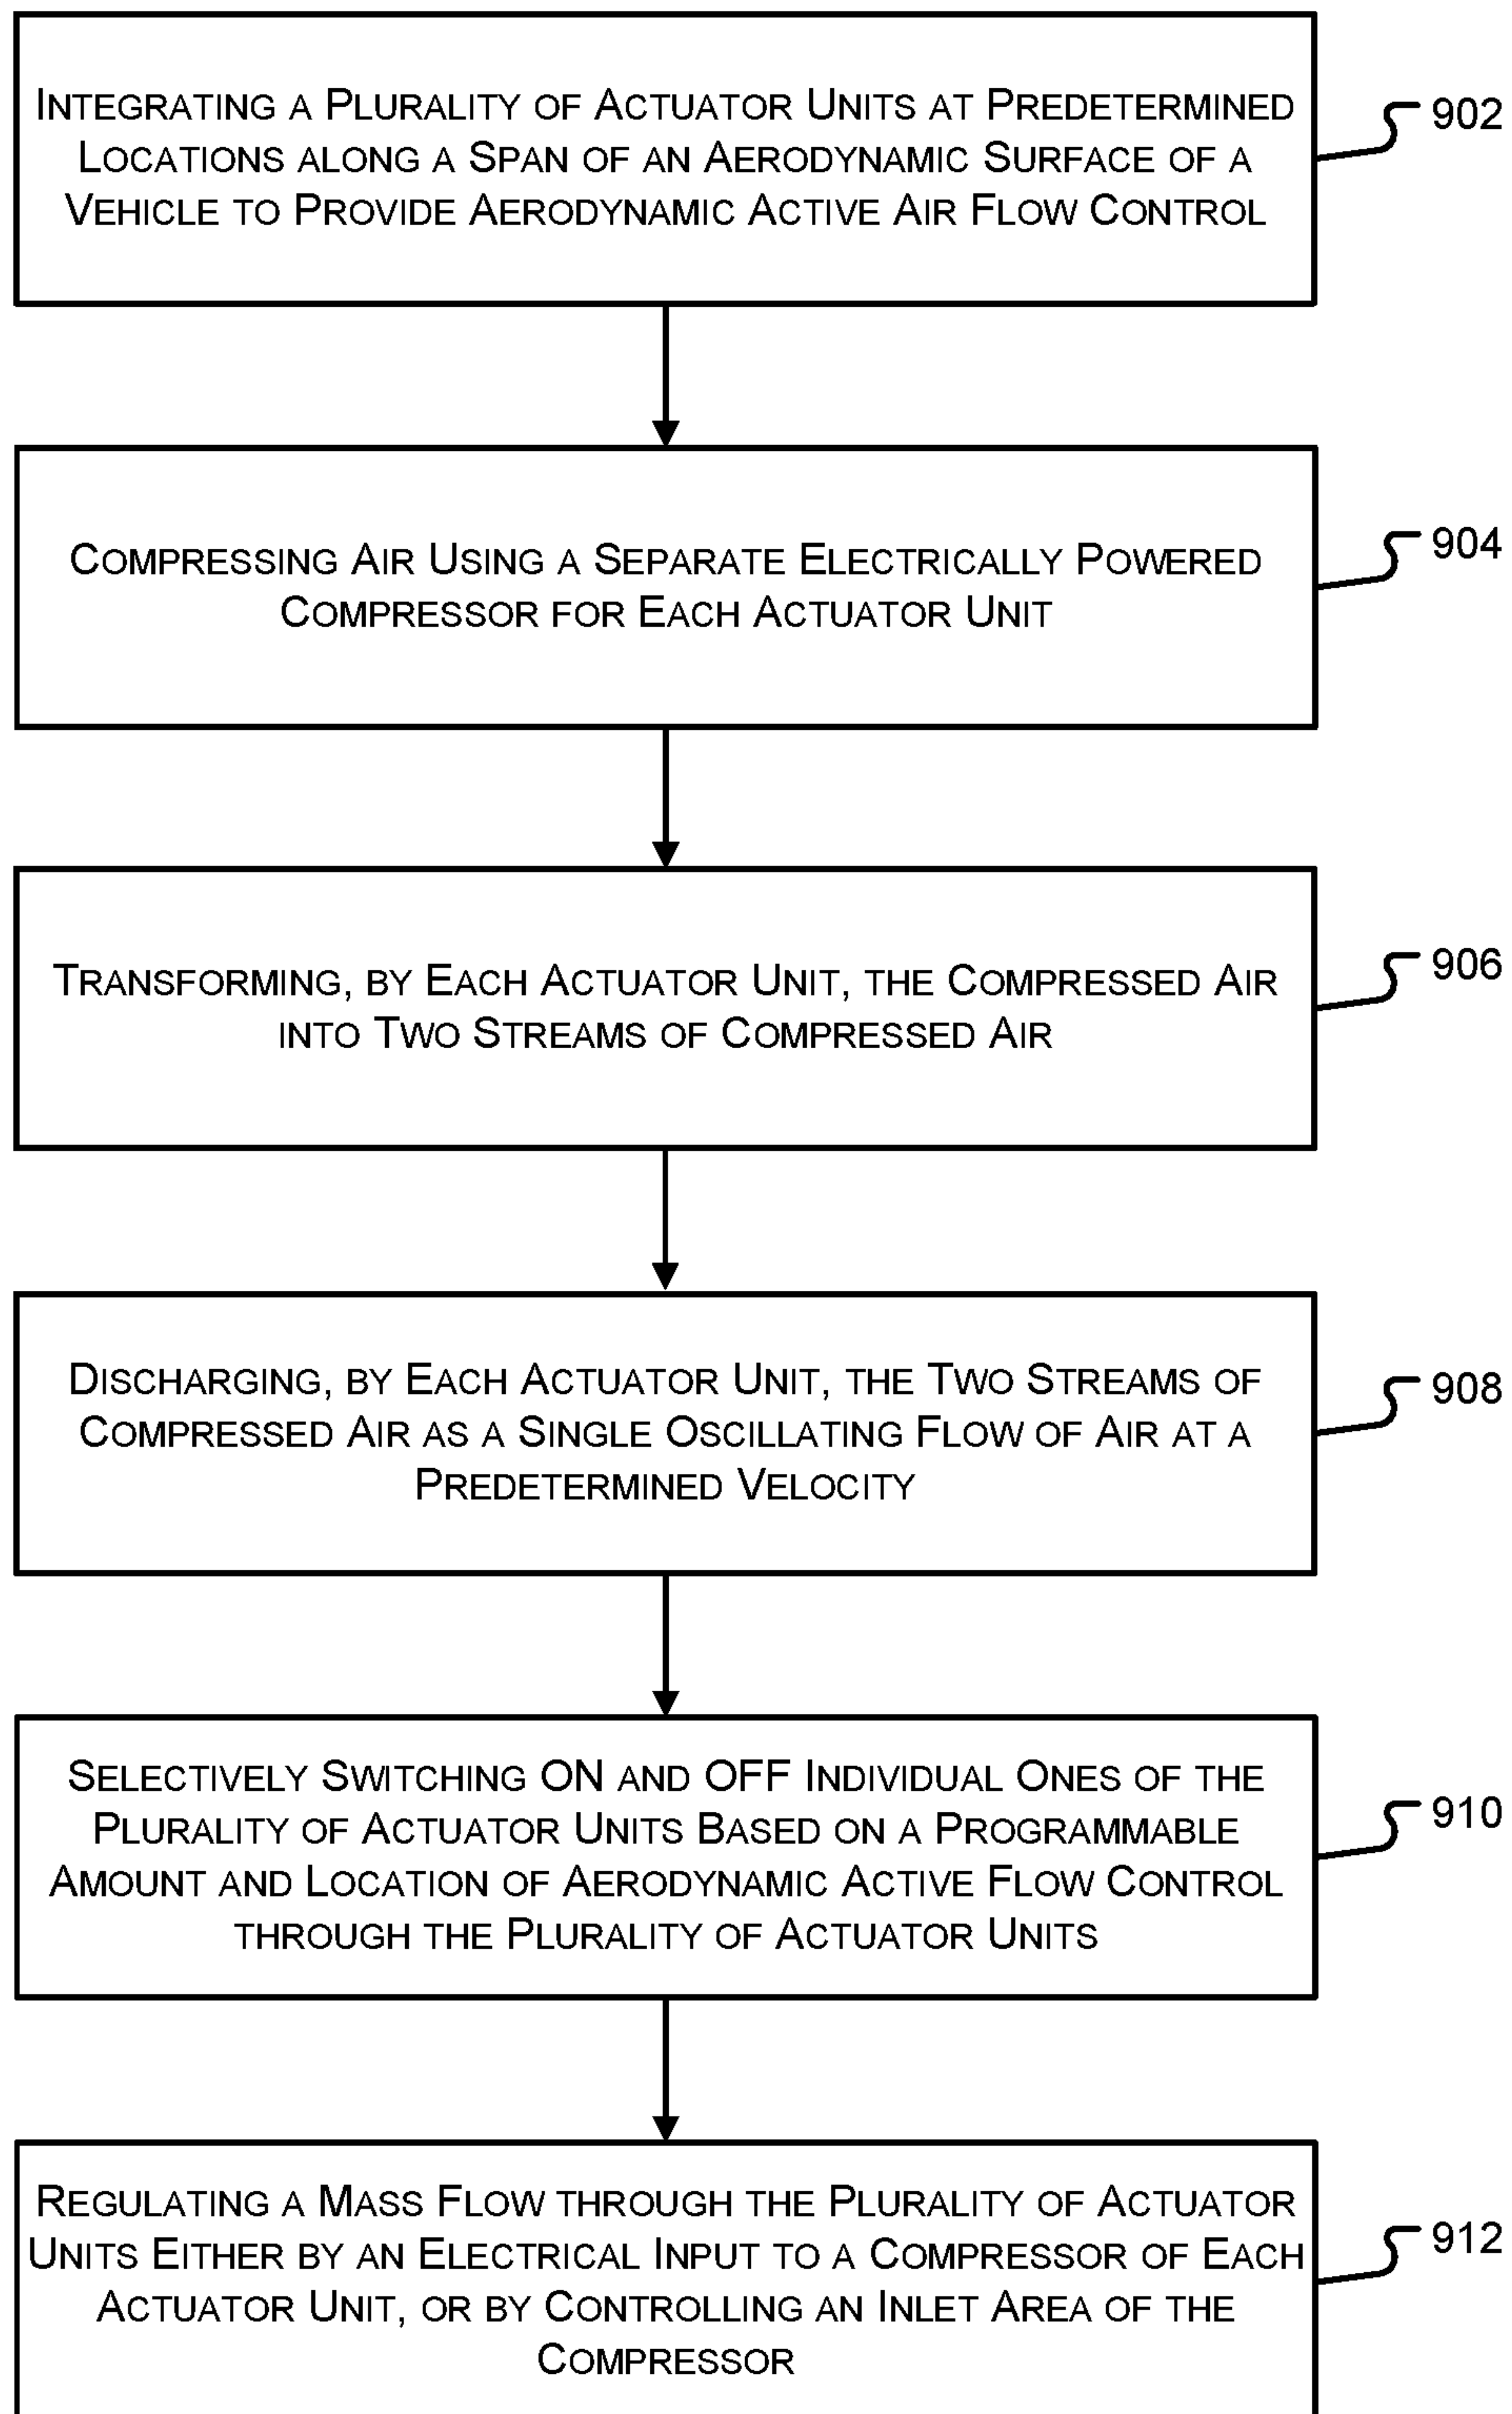 INTEGRATING A PLURALITY OF ACTUATOR UNITS AT PREDETERMINED
LOCATIONS ALONG A SPAN OF AN AERODYNAMIC SURFACE OF A
VEHICLE TO PROVIDE AERODYNAMIC ACTIVE AIR FLOW CONTROL
902
COMPRESSING AIR USING A SEPARATE ELECTRICALLY POWERED
COMPRESSOR FOR EACH ACTUATOR UNIT
904
TRANSFORMING, BY EACH ACTUATOR UNIT, THE COMPRESSED AIR
INTO TWO STREAMS OF COMPRESSED AIR
906
DISCHARGING, BY EACH ACTUATOR UNIT, THE TWO STREAMS OF
COMPRESSED AIR AS A SINGLE OSCILLATING FLOW OF AIR AT A
PREDETERMINED VELOCITY
908
SELECTIVELY SWITCHING ON AND OFF INDIVIDUAL ONES OF THE
PLURALITY OF ACTUATOR UNITS BASED ON A PROGRAMMABLE
AMOUNT AND LOCATION OF AERODYNAMIC ACTIVE FLOW CONTROL
THROUGH THE PLURALITY OF ACTUATOR UNITS
910
REGULATING A MASS FLOW THROUGH THE PLURALITY OF ACTUATOR
UNITS EITHER BY AN ELECTRICAL INPUT TO A COMPRESSOR OF EACH
ACTUATOR UNIT, OR BY CONTROLLING AN INLET AREA OF THE
COMPRESSOR
912